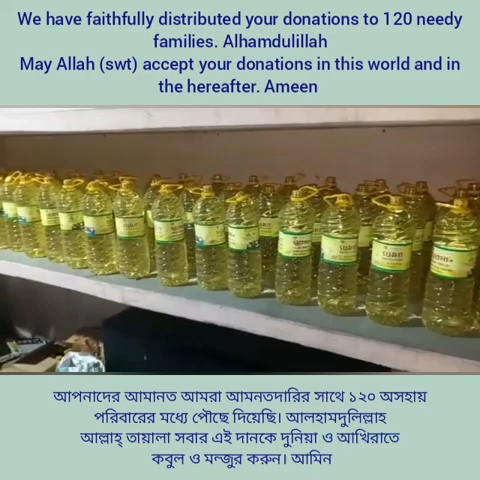 We have faithfully distributed your donations to 120 needy
families. Alhamdulillah
May Allah (swt) accept your donations in this world and in
the hereafter. Ameen
আপনাদের আমানত আমরা আমনতদারির সাথে ১২০ অসহায়
পরিবারের মধ্যে পৌছে দিয়েছি। আলহামদুলিল্লাহ
আল্লাহ্ তায়ালা সবার এই দানকে দুনিয়া ও আখিরাতে
কবুল ও মন্জুর করুন। আমিন